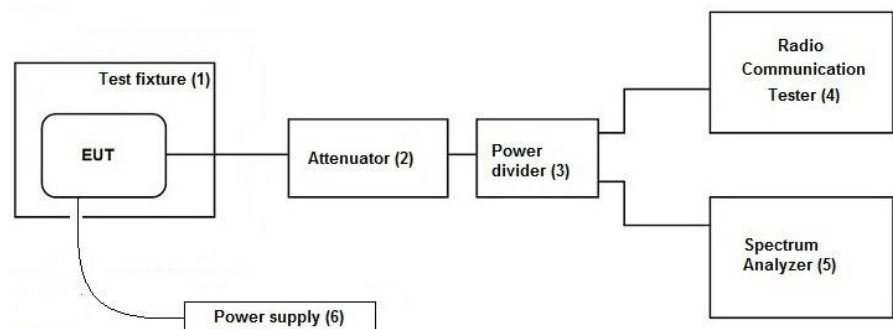 Test fixture (1)
EUT
Attenuator (2)
Power
divider (3)
Radio
Communication
Tester (4)
Spectrum
Analyzer (5)
Power supply (6)